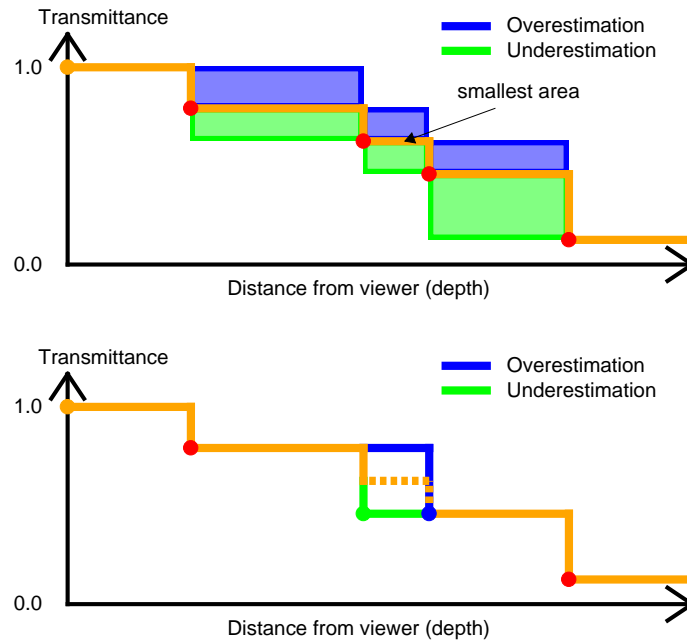 Transmittance
Overestimation
Underestimation
1.0
smallest area
0.0
Distance from viewer (depth)
Transmittance
Overestimation
Underestimation
1.0
0.0
Distance from viewer (depth)